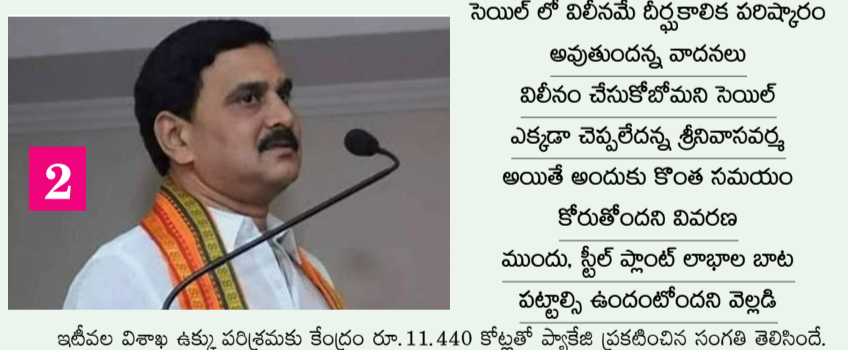 సెయిల్ లో విలీనమే దీర్ఘకాలిక పరిష్కారం
అవుతుందన్న వాదనలు
విలీనం చేసుకోబోమని సెయిల్
ఎక్కడా చెప్పలేదన్న శ్రీనివాసవర్మ
అయితే అందుకు కొంత సమయం
కోరుతోందని వివరణ
ముందు, స్టీల్ ప్లాంట్ లాభాల బాట
పట్టాల్సి ఉందంటోందని వెల్లడి
2
ఇటీవల విశాఖ ఉక్కు పరిశ్రమకు కేంద్రం రూ.11.440 కోట్లతో ప్యాకేజి ప్రకటించిన సంగతి తెలిసిందే.